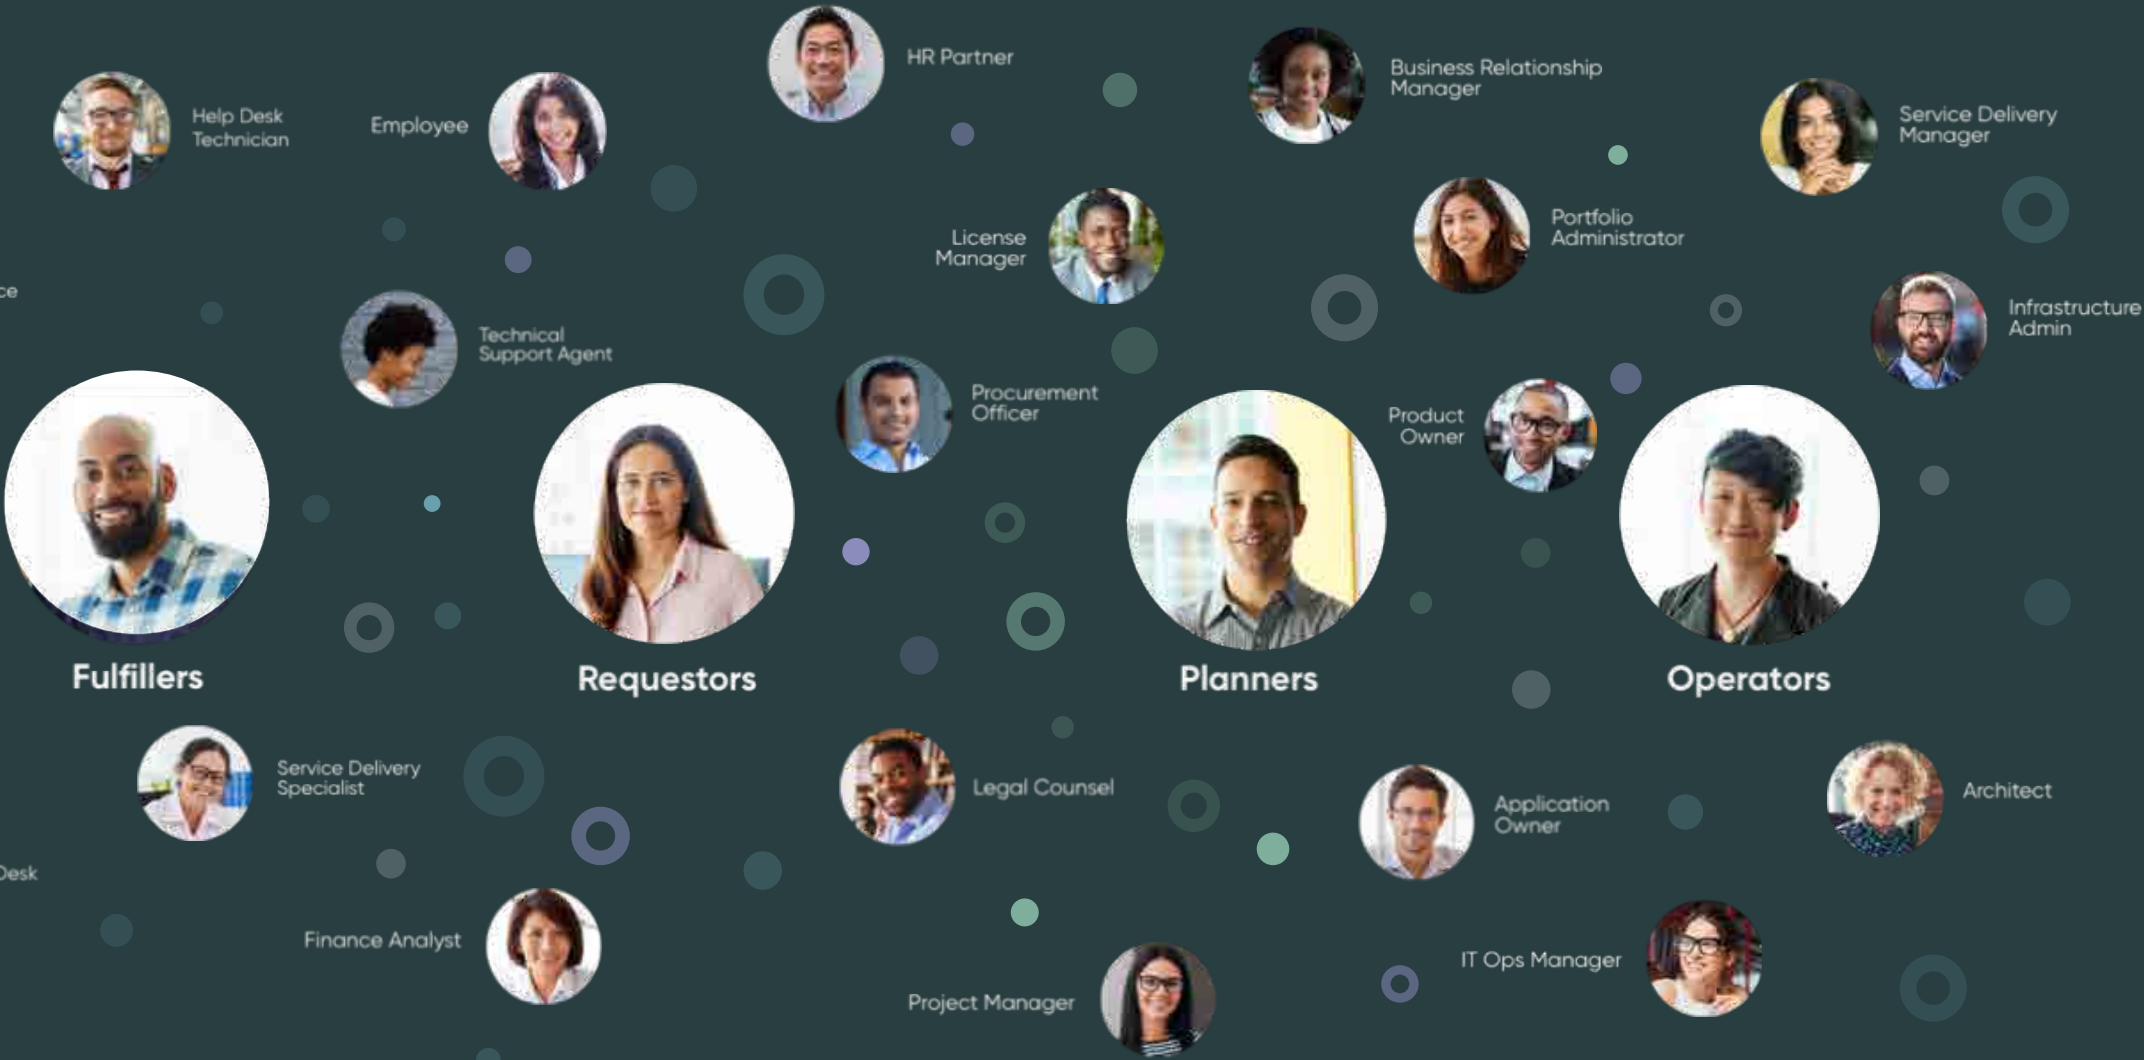 HR Partner
Business Relationship
Manager
Help Desk
Technician
Employee
Service Delivery
Manager
License
Manager
Portfolio
Administrator
ce
Infrastructure
Admin
Technical
Support Agent
Procurement
Officer
Product
Owner
Fulfillers
Requestors
Planners
Operators
Service Delivery
Specialist
Legal Counsel
Application
Owner
Architect
Desk
Finance Analyst
IT Ops Manager
Project Manager